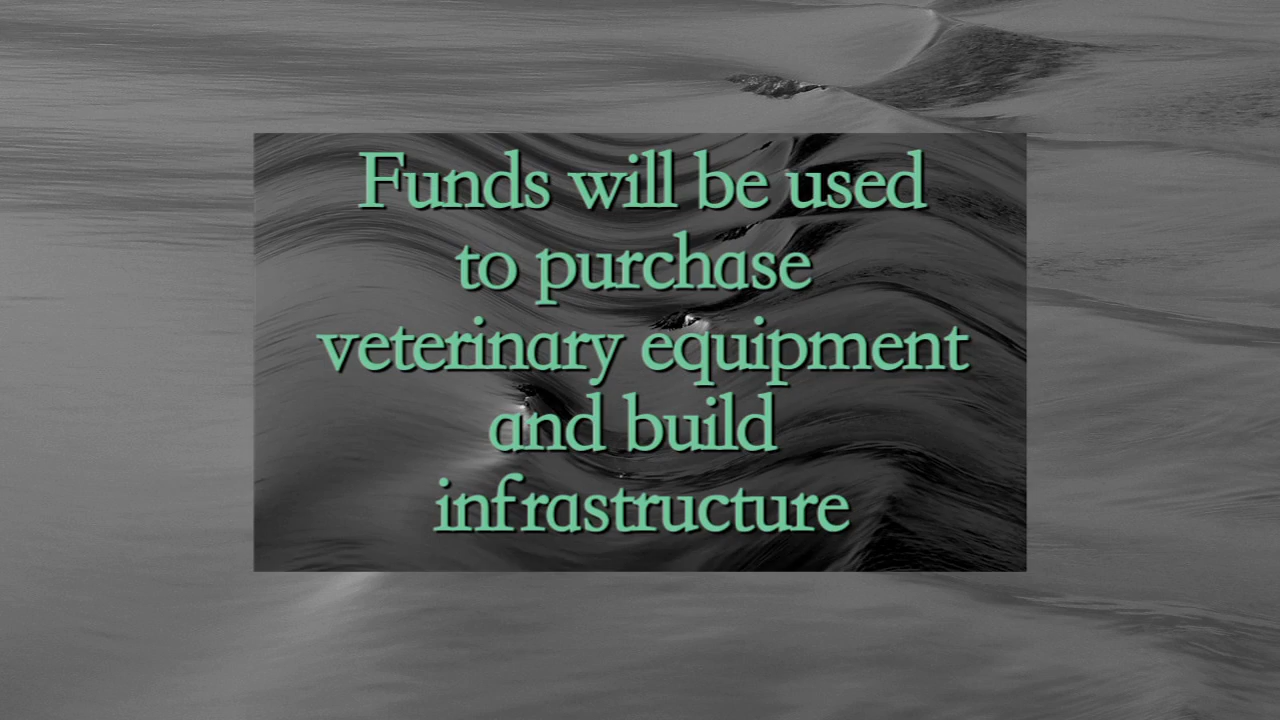 Funds will be used
to purchase
veterinary equipment
and build
infrastructure